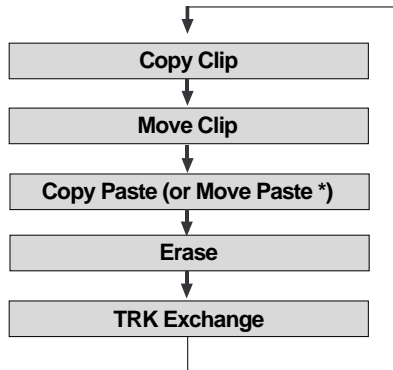 Copy Clip
Move Clip
Copy Paste (or Move Paste *)
Erase
TRK Exchange